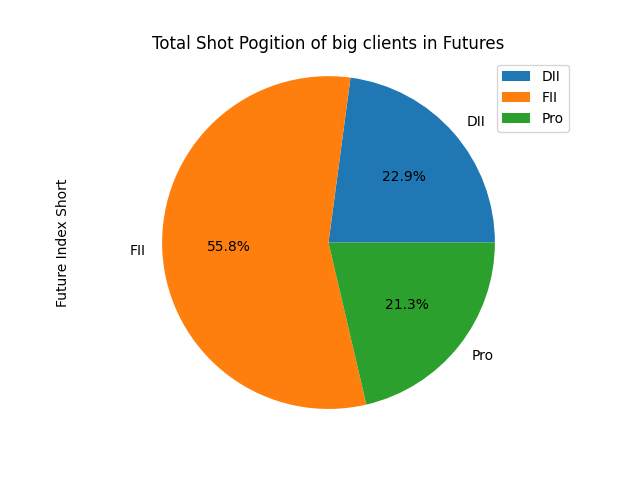 Total Shot Pogition of big clients in Futures
DII
FII
Pro
DII
22.9%
Future Index Short
FII
55.8%
21.3%
Pro